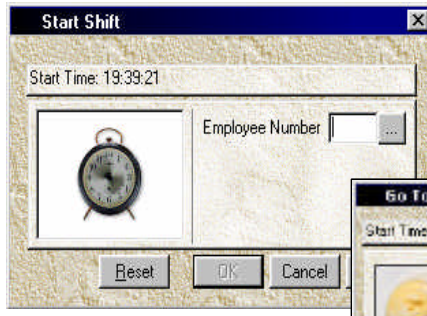 Start Shift
Start Time: 19:39:21
Employee Number ...
Go To
Start Time
Reset OK Cancel